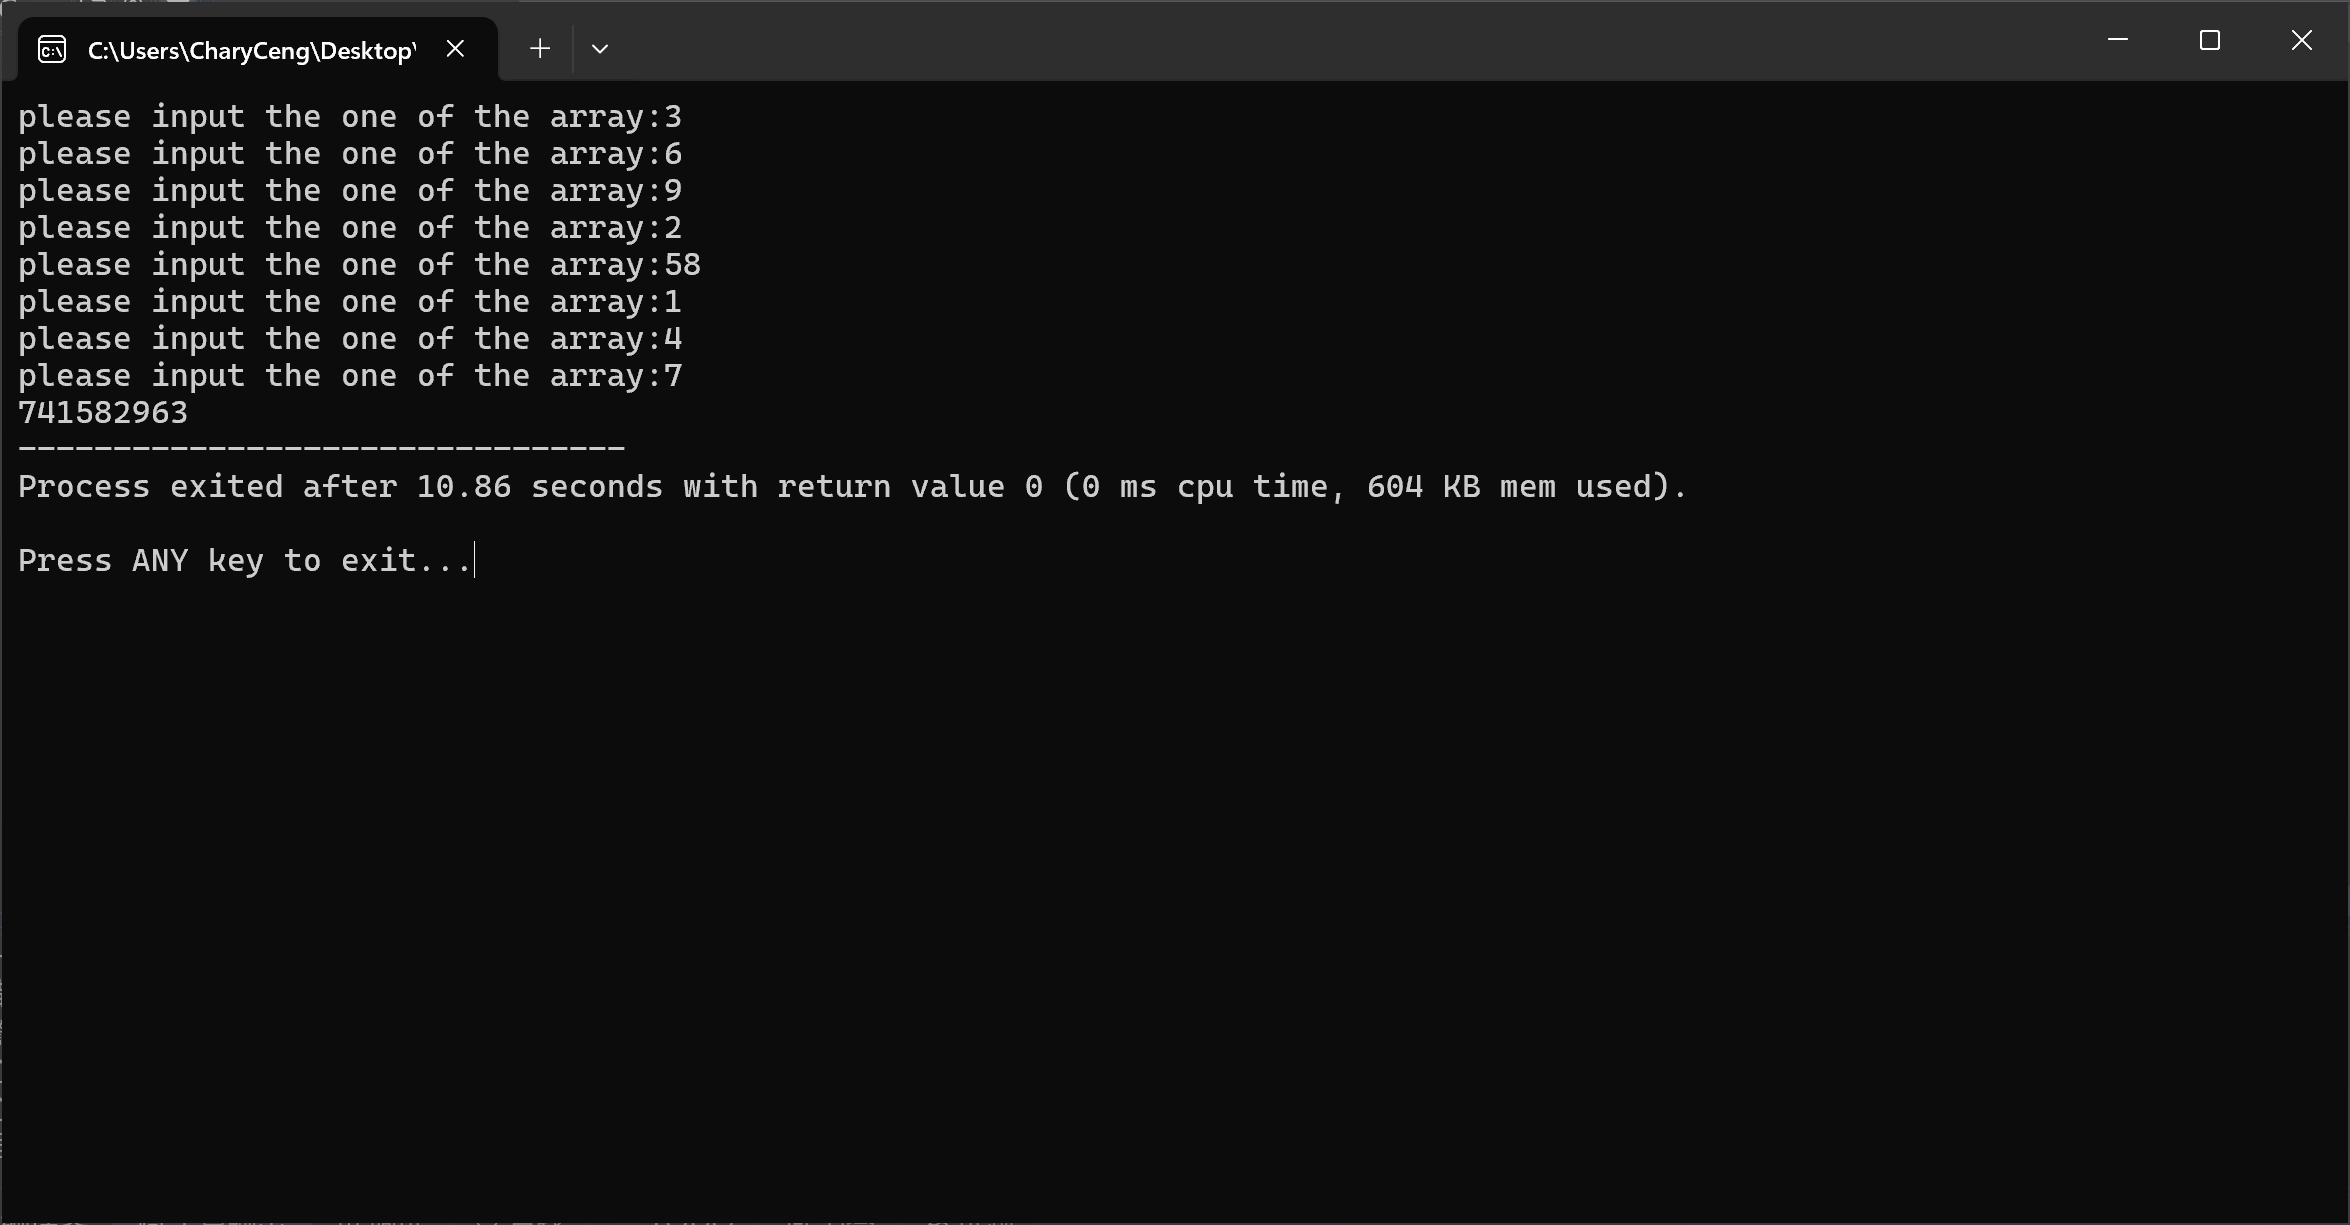 C:\Users\CharyCeng\Desktop\
please input the one of the array:3
please input the one of the array:6
please input the one of the array:9
please input the one of the array:2
please input the one of the array:58
please input the one of the array:1
please input the one of the array:4
please input the one of the array:7
741582963
--------------------------------
Process exited after 10.86 seconds with return value 0 (0 ms cpu time, 604 KB mem used).
Press ANY key to exit...